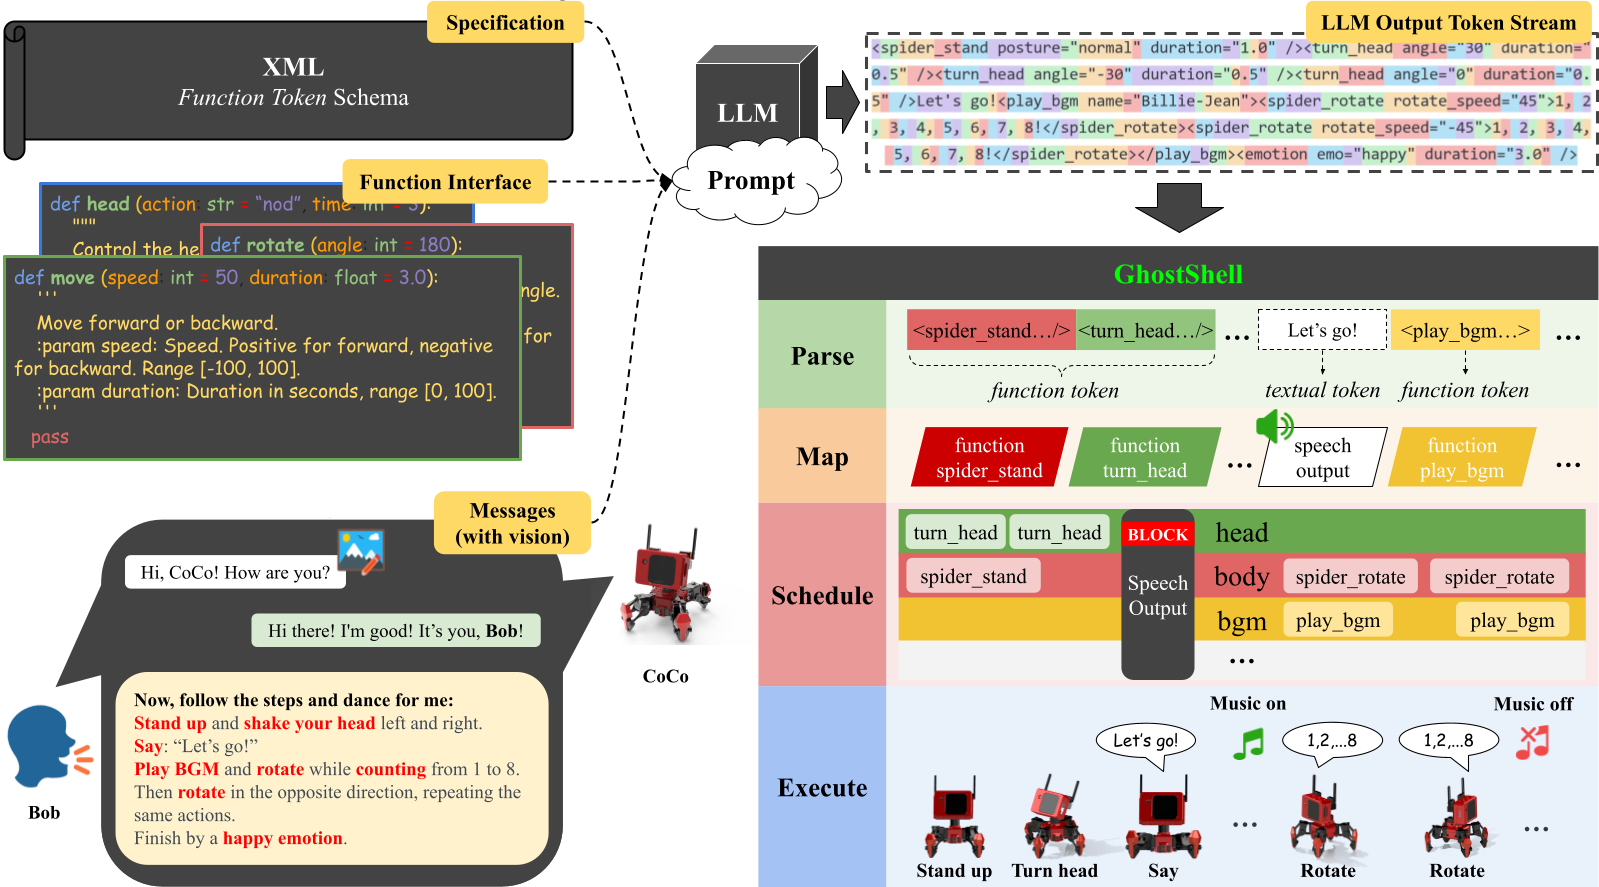 Specification
XML
Function Token Schema
Function Interface
def head (action: str = “nod”, time: int = 3):
"""
Control the he
def rotate (angle: int = 180):
ngle.
for
def move (speed: int = 50, duration: float = 3.0):
'''
Move forward or backward.
:param speed: Speed. Positive for forward, negative
for backward. Range [-100, 100].
:param duration: Duration in seconds, range [0, 100].
'''
pass
Messages
(with vision)
Hi, CoCo! How are you?
Hi there! I'm good! It’s you, Bob!
Now, follow the steps and dance for me:
Stand up and shake your head left and right.
Say: “Let’s go!”
Play BGM and rotate while counting from 1 to 8.
Then rotate in the opposite direction, repeating the
same actions.
Finish by a happy emotion.
Bob
CoCo
LLM
Prompt
LLM Output Token Stream
<spider_stand posture="normal" duration="1.0" /><turn_head angle="30" duration="
0.5" /><turn_head angle="-30" duration="0.5" /><turn_head angle="0" duration="0.
5" />Let's go!<play_bgm name="Billie-Jean"><spider_rotate rotate_speed="45">1, 2
, 3, 4, 5, 6, 7, 8!</spider_rotate><spider_rotate rotate_speed="-45">1, 2, 3, 4,
5, 6, 7, 8!</spider_rotate></play_bgm><emotion emo="happy" duration="3.0" />
GhostShell
Parse
<spider_stand…/> <turn_head…/> ... Let’s go! <play_bgm…> ...
function token textual token function token
Map
function spider_stand
function turn_head
...
speech output
function play_bgm
...
Schedule
turn_head turn_head BLOCK head
spider_stand body spider_rotate spider_rotate
Speech Output
bgm play_bgm play_bgm
...
Execute
Music on Music off
Let’s go! 1,2,...8 1,2,...8
... ...
Stand up Turn head Say Rotate Rotate